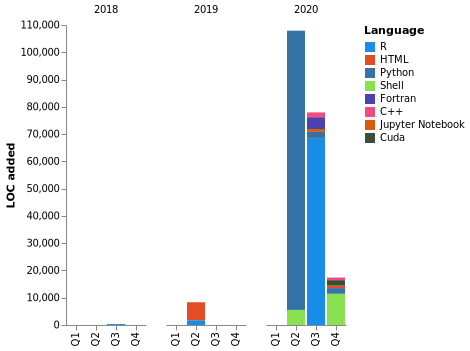 2018 2019 2020
110,000
100,000
90,000
80,000
70,000
60,000
50,000
40,000
30,000
20,000
10,000
0
LOC added
Q1 Q2 Q3 Q4 Q1 Q2 Q3 Q4 Q1 Q2 Q3 Q4
Language
R
HTML
Python
Shell
Fortran
C++
Jupyter Notebook
Cuda